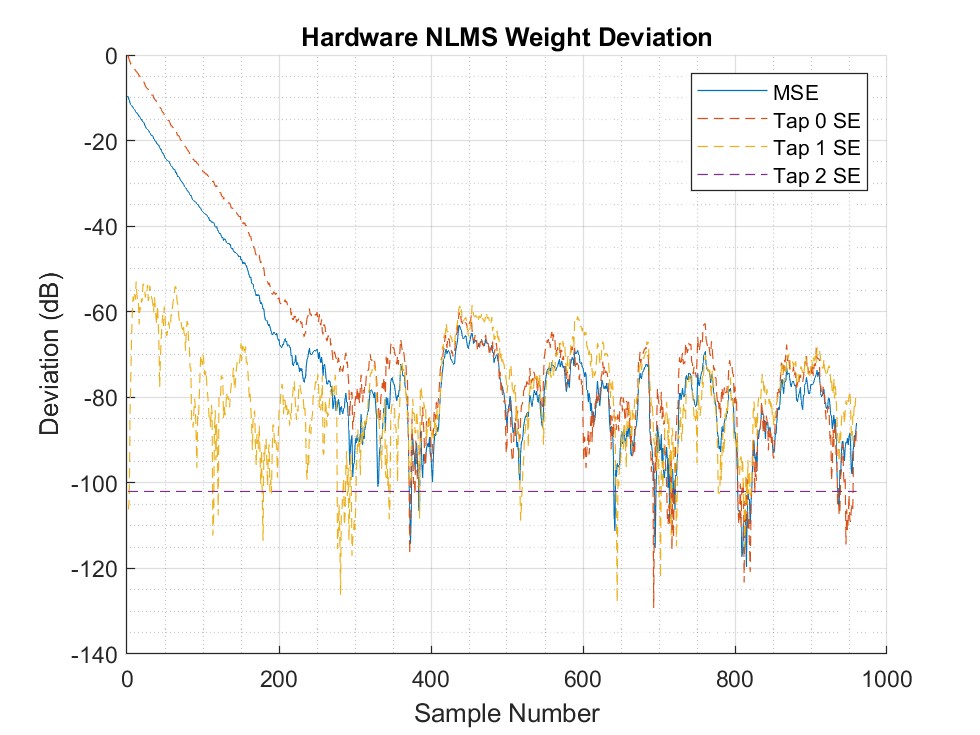 Hardware NLMS Weight Deviation
MSE
Tap 0 SE
Tap 1 SE
Tap 2 SE
Deviation (dB)
0
-20
-40
-60
-80
-100
-120
-140
0 200 400 600 800 1000
Sample Number